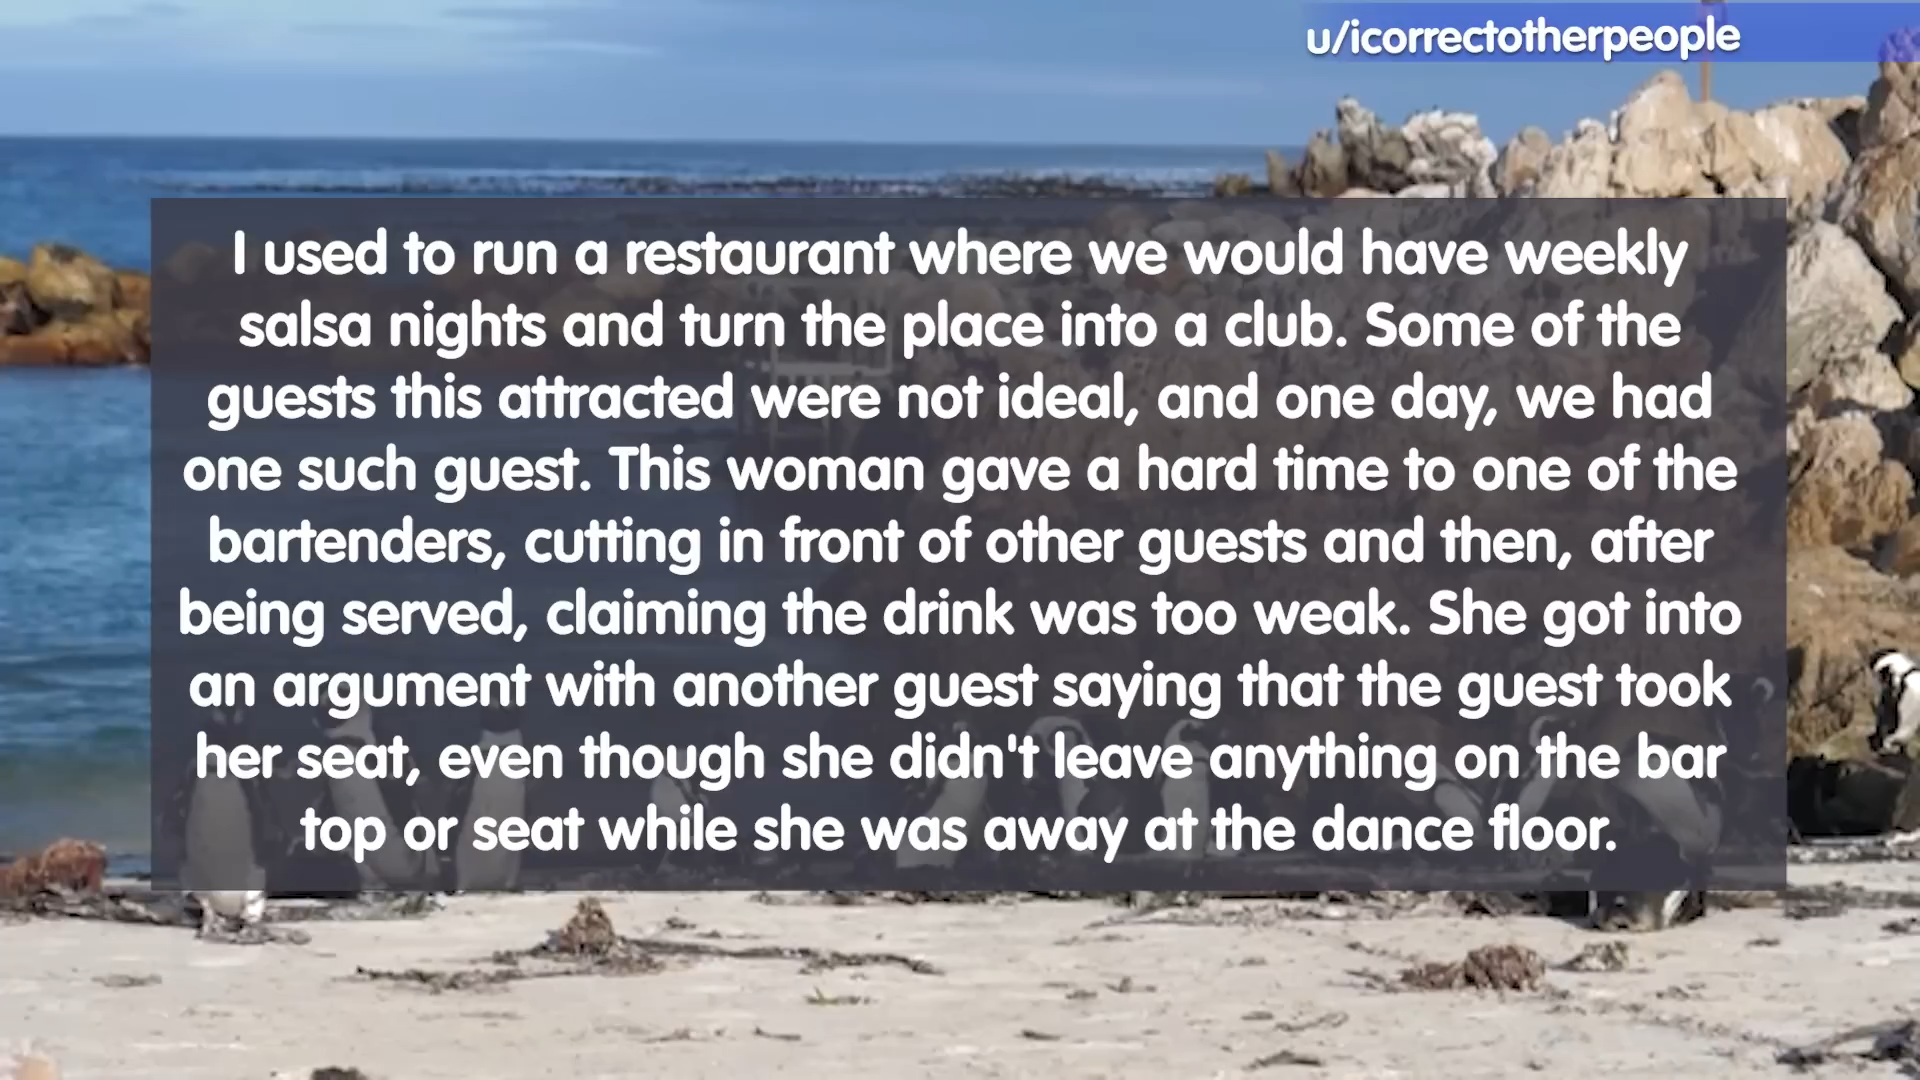 u/icorrectotherpeople
I used to run a restaurant where we would have weekly
salsa nights and turn the place into a club. Some of the
guests this attracted were not ideal, and one day, we had
one such guest. This woman gave a hard time to one of the
bartenders, cutting in front of other guests and then, after
being served, claiming the drink was too weak. She got into
an argument with another guest saying that the guest took
her seat, even though she didn't leave anything on the bar
top or seat while she was away at the dance floor.